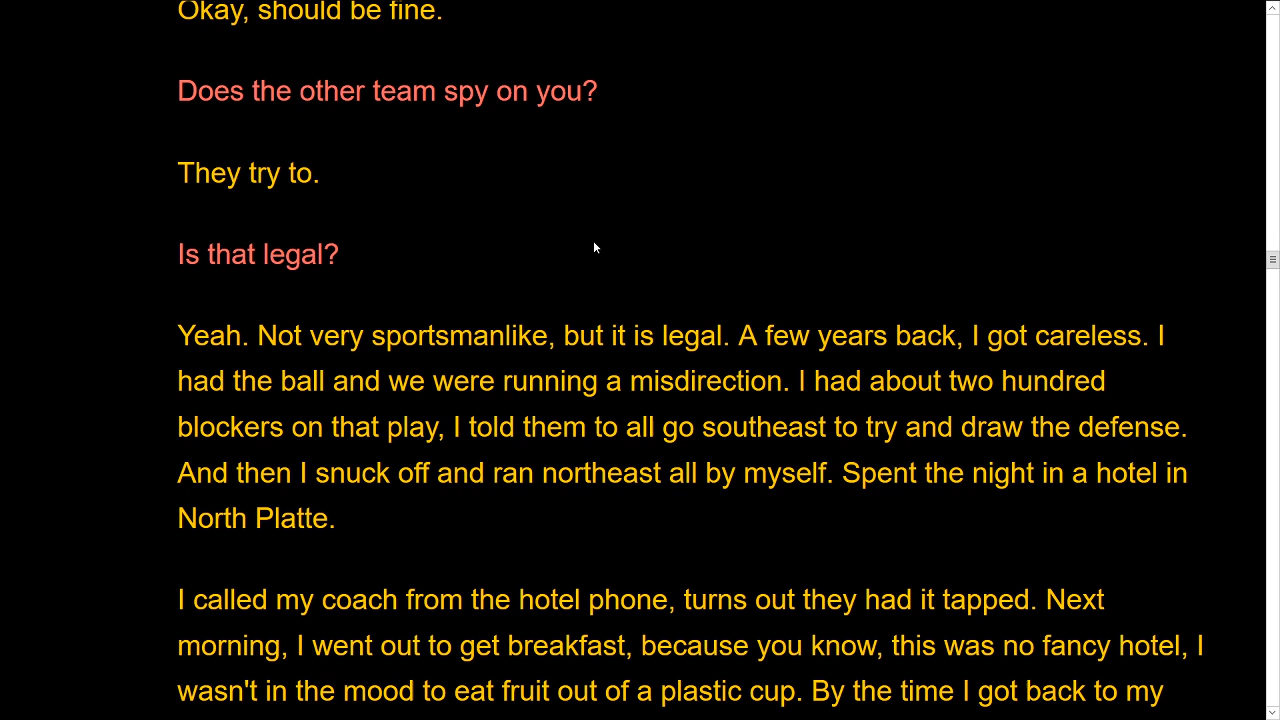 Okay, should be fine.
Does the other team spy on you?
They try to.
Is that legal?
Yeah. Not very sportsmanlike, but it is legal. A few years back, I got careless. I
had the ball and we were running a misdirection. I had about two hundred
blockers on that play, I told them to all go southeast to try and draw the defense.
And then I snuck off and ran northeast all by myself. Spent the night in a hotel in
North Platte.
I called my coach from the hotel phone, turns out they had it tapped. Next
morning, I went out to get breakfast, because you know, this was no fancy hotel, I
wasn't in the mood to eat fruit out of a plastic cup. By the time I got back to my